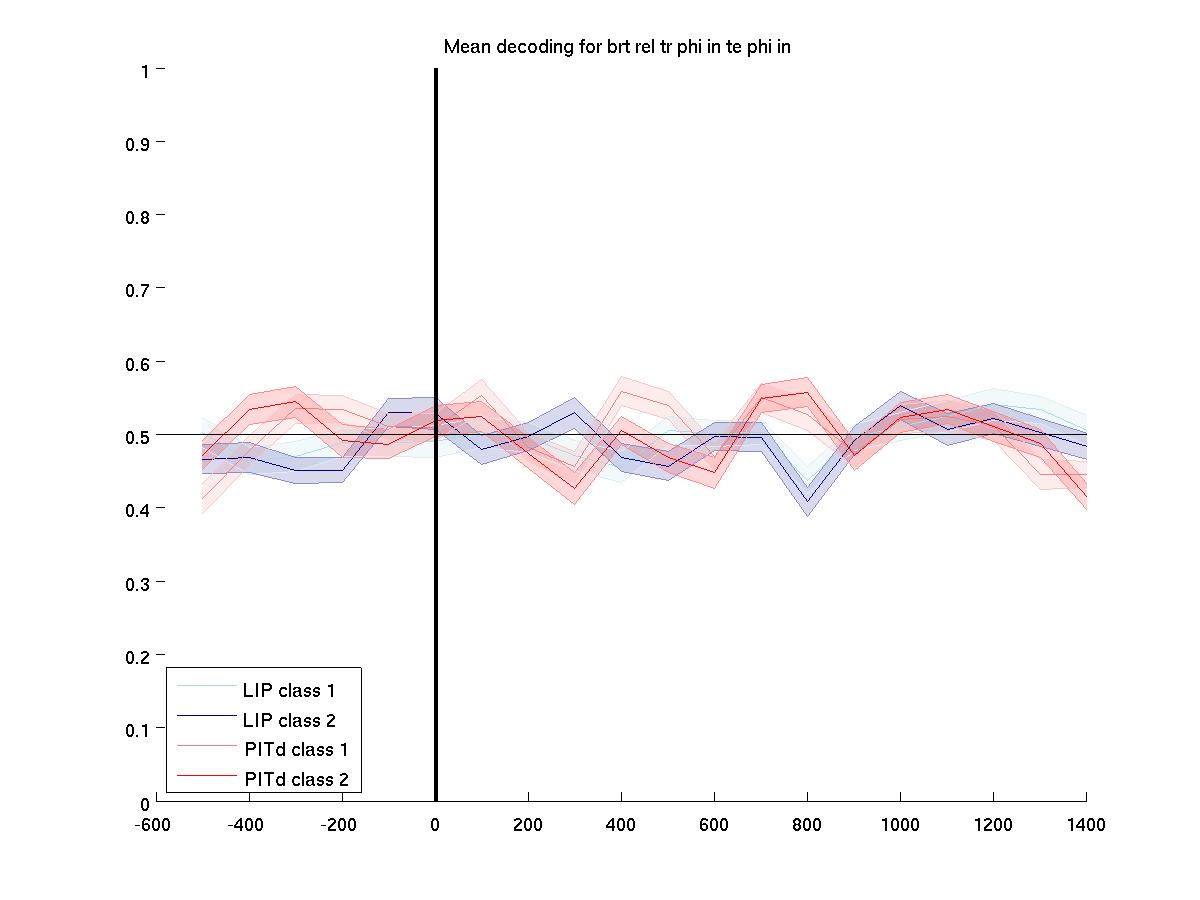 Mean decoding for brt rel tr phi in te phi in
1
0.9
0.8
0.7
0.6
0.5
0.4
0.3
0.2
0.1
0
LIP class 1
LIP class 2
PITd class 1
PITd class 2
-600 -400 -200 0 200 400 600 800 1000 1200 1400